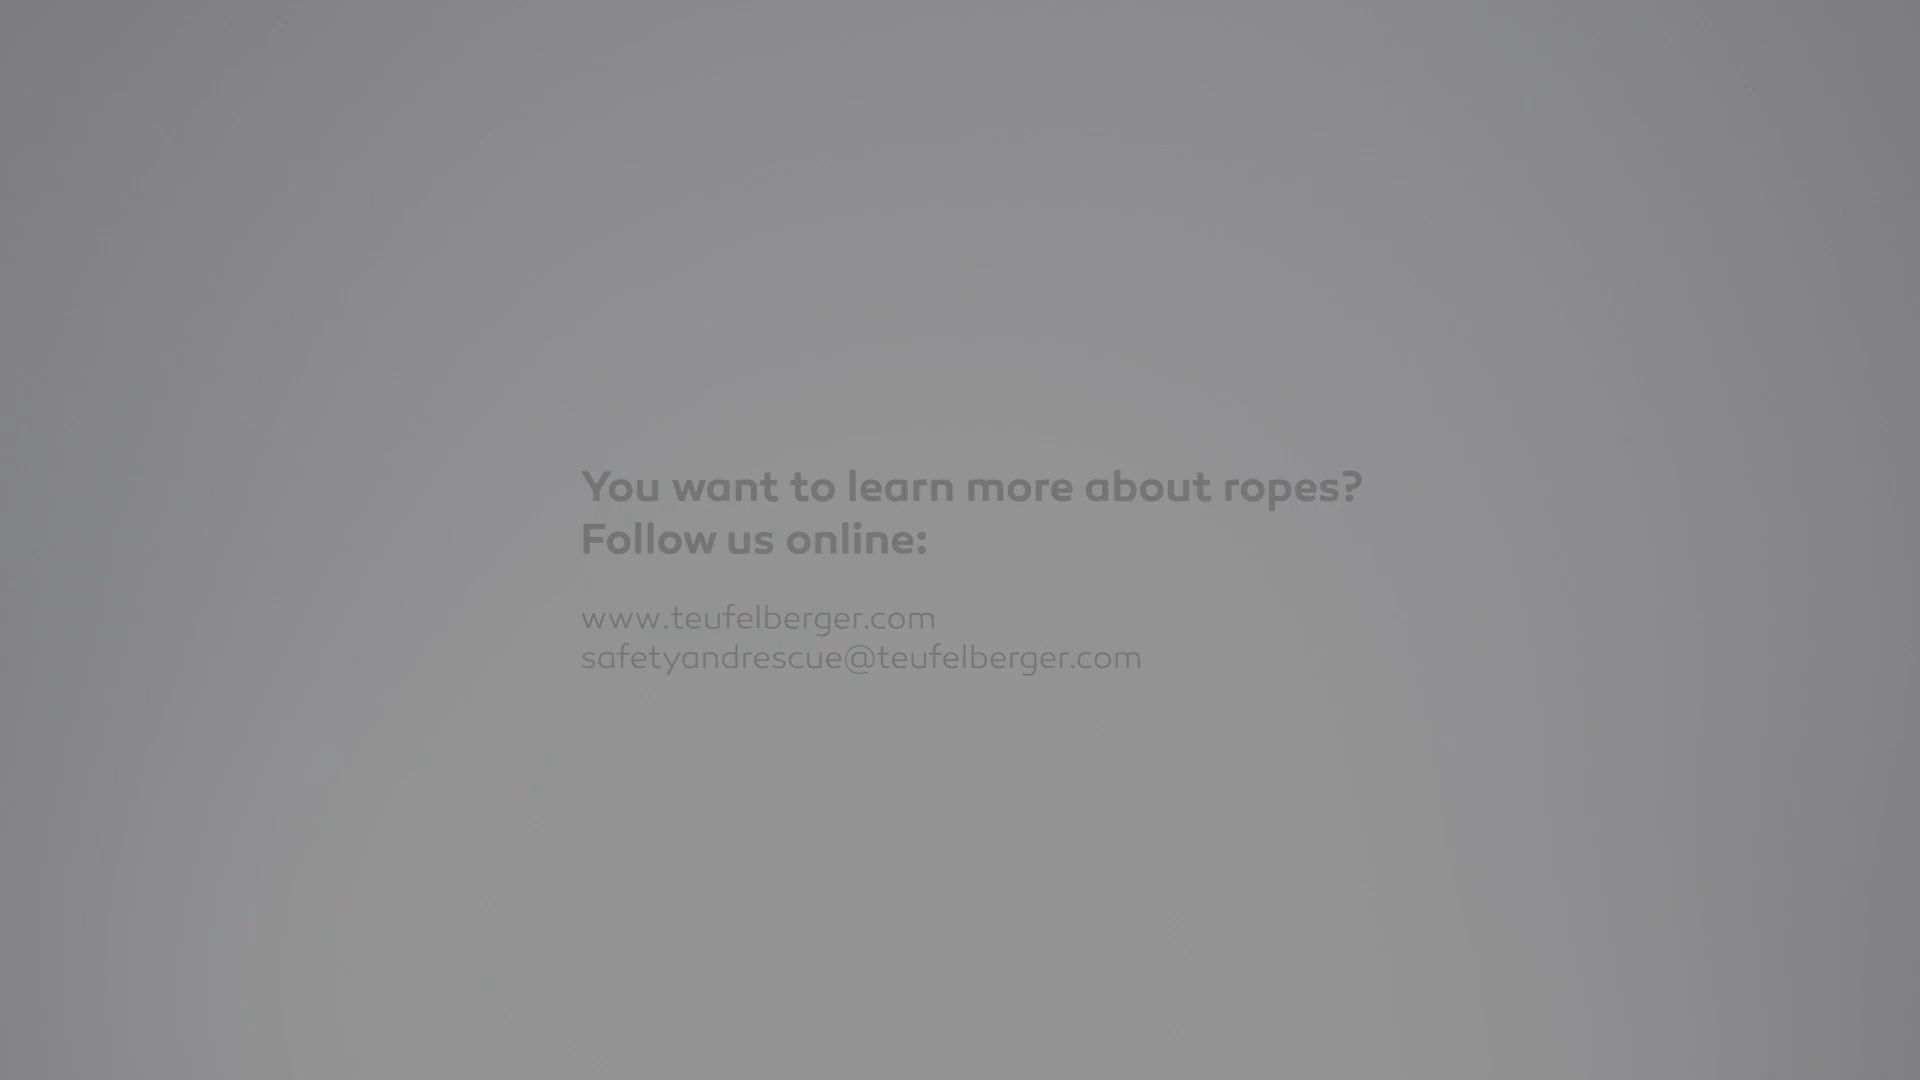 You want to learn more about ropes?
Follow us online:
www.teufelberger.com
safetyandrescue@teufelberger.com